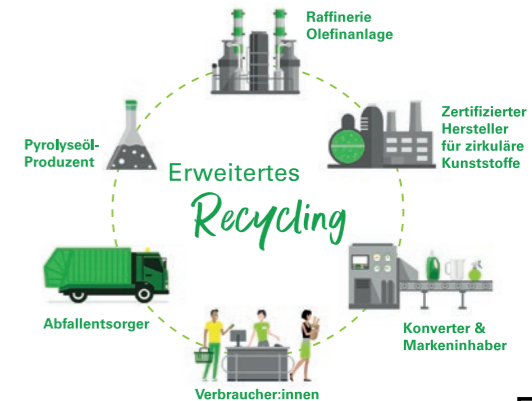 Raffinerie
Olefinanlage
Zertifizierter
Hersteller
für zirkuläre
Kunststoffe
Pyrolyseöl-
Produzent
Erweitertes
Recycling
Abfallentsorger
Konverter &
Markeninhaber
Verbraucher:innen